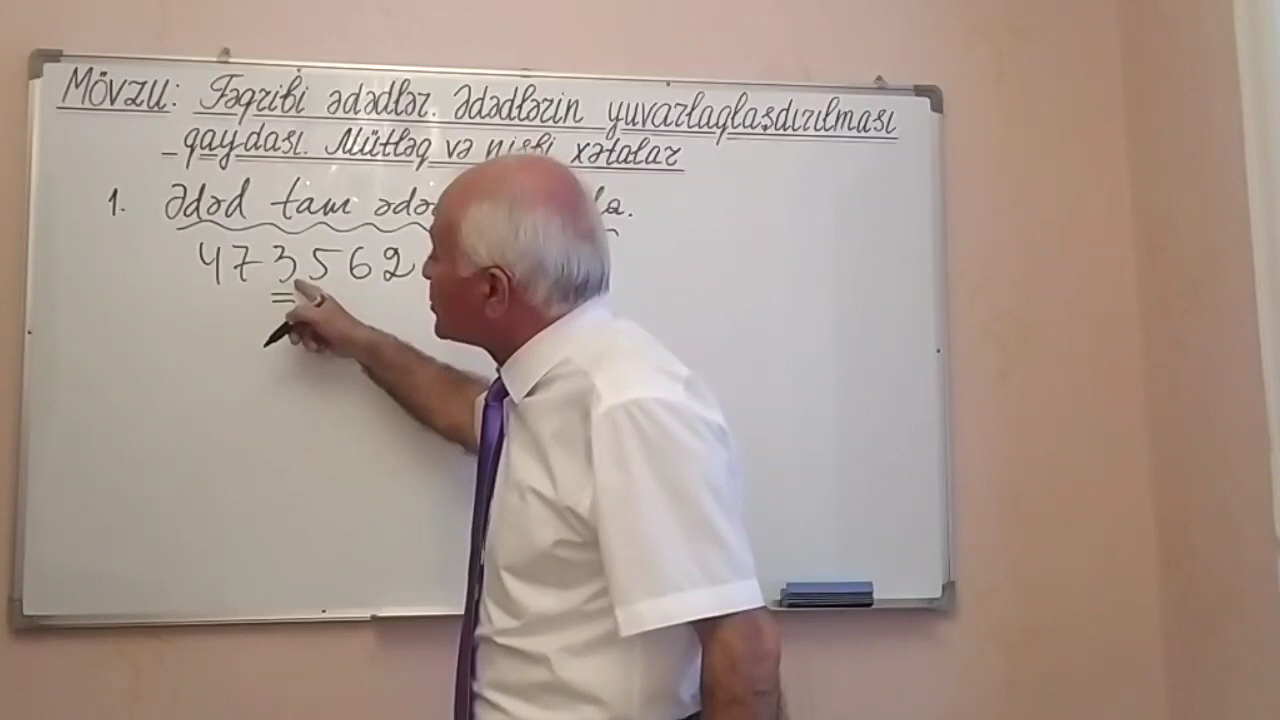 MÖVZU: Təqribi ədədlər. Ədədlərin yuvarlaqlaşdırılması
qaydası. Mütləq və nisbi xətalar
1. Ədəd tam
473562